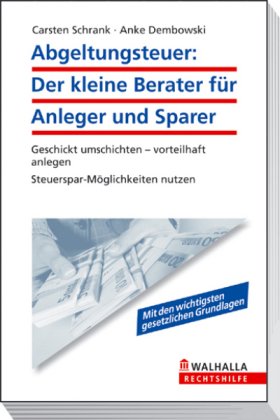 Carsten Schrank · Anke Dembowski
Abgeltungsteuer:
Der kleine Berater für
Anleger und Sparer
Geschickt umschichten – vorteilhaft
anlegen
Steuerspar-Möglichkeiten nutzen
Mit den wichtigsten
gesetzlichen Grundlagen
WALHALLA
RECHTSHILFE